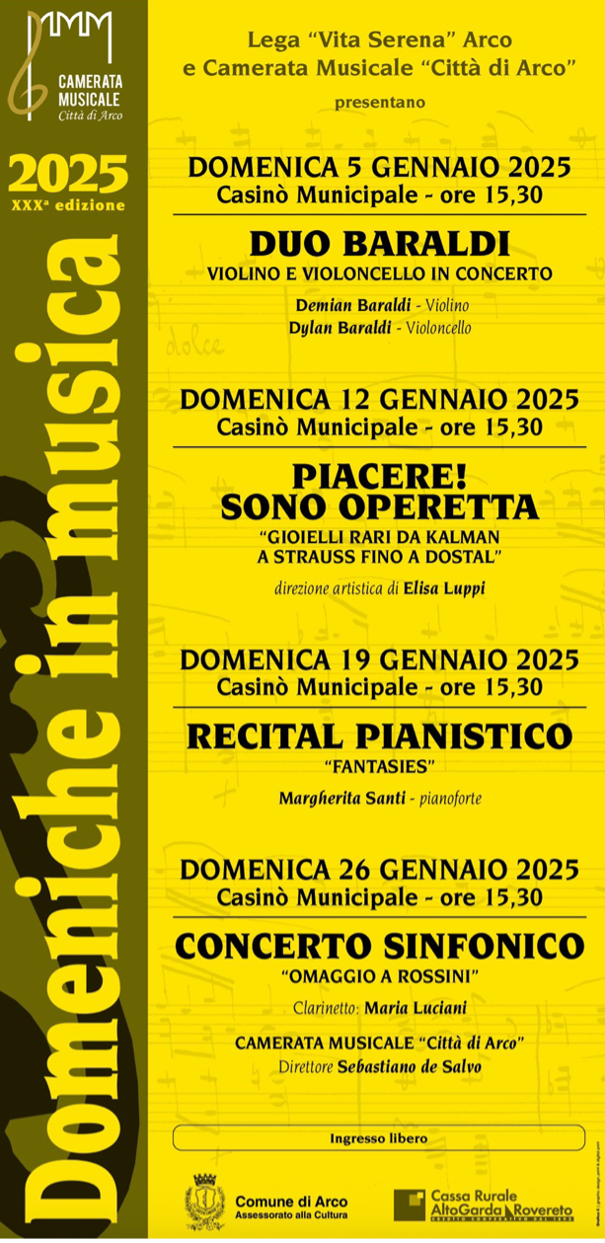 CAMERATA
MUSICALE
Città di Arco
2025
XXXª edizione
Domeniche in musica
Lega “Vita Serena” Arco
e Camerata Musicale “Città di Arco”
presentano
DOMENICA 5 GENNAIO 2025
Casinò Municipale - ore 15,30
DUO BARALDI
VIOLINO E VIOLONCELLO IN CONCERTO
Demian Baraldi - Violino
Dylan Baraldi - Violoncello
dolce
DOMENICA 12 GENNAIO 2025
Casinò Municipale - ore 15,30
PIACERE!
SONO OPERETTA
“GIOIELLI RARI DA KALMAN
A STRAUSS FINO A DOSTAL”
direzione artistica di Elisa Luppi
DOMENICA 19 GENNAIO 2025
Casinò Municipale - ore 15,30
RECITAL PIANISTICO
“FANTASIES”
Margherita Santi - pianoforte
DOMENICA 26 GENNAIO 2025
Casinò Municipale - ore 15,30
CONCERTO SINFONICO
“OMAGGIO A ROSSINI”
Clarinetto: Maria Luciani
CAMERATA MUSICALE “Città di Arco”
Direttore Sebastiano de Salvo
Ingresso libero
Comune di Arco
Assessorato alla Cultura
Cassa Rurale
AltoGarda Rovereto
CREDITO COOPERATIVO DAL 1895